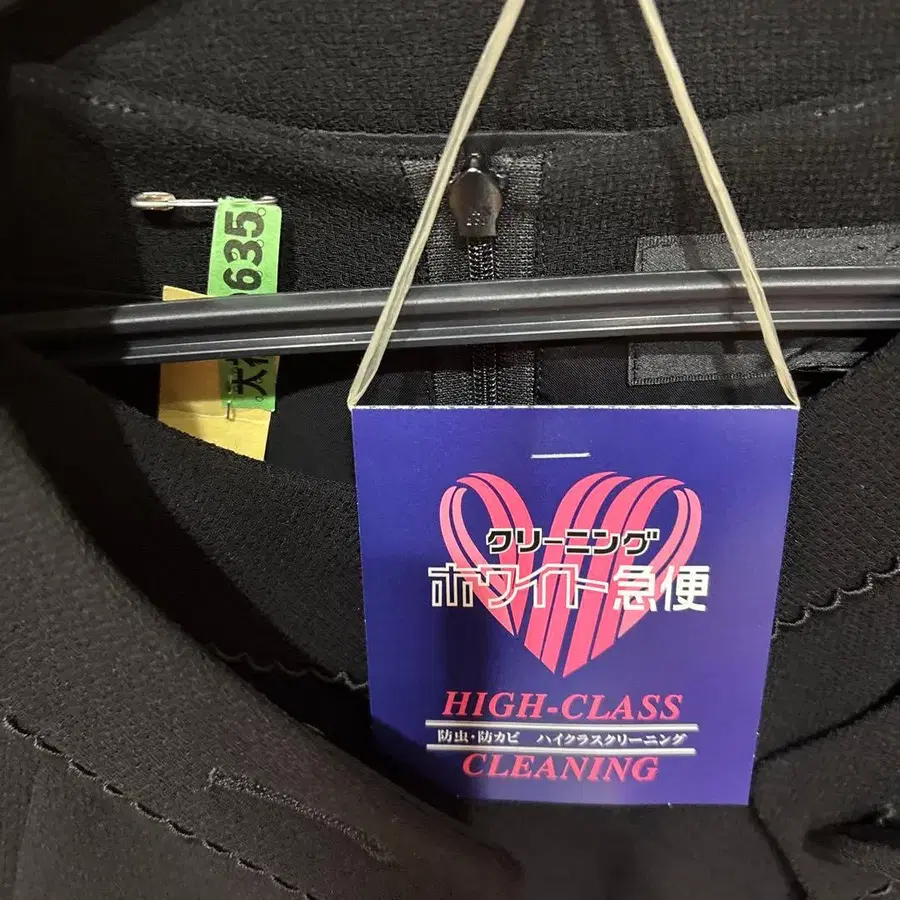 635
クリーニング
ホワイト急便
HIGH-CLASS
防虫・防カビ ハイクラスクリーニング
CLEANING